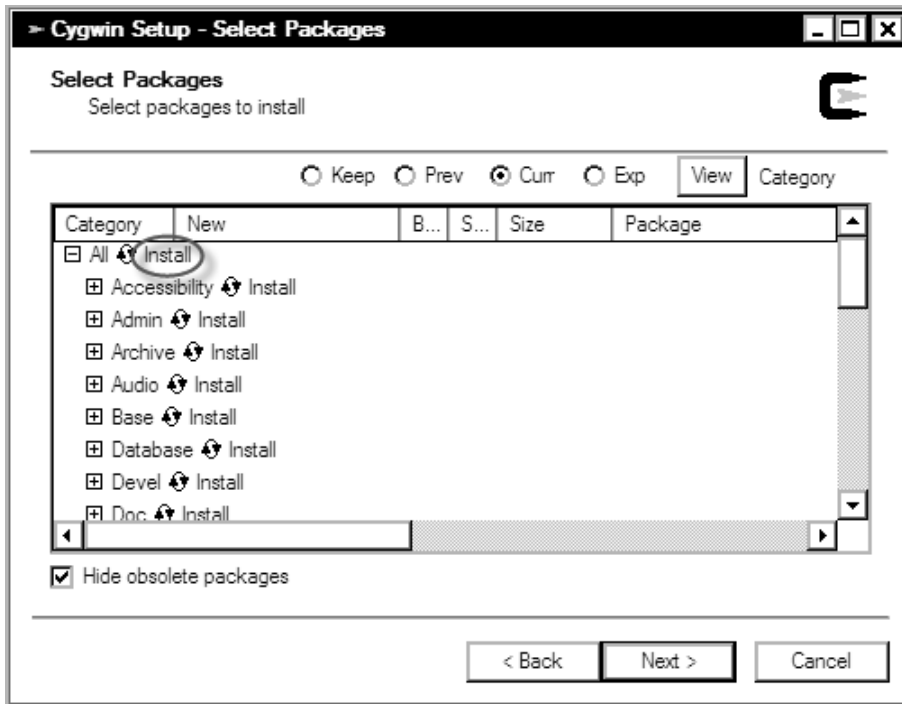 Cygwin Setup - Select Packages
Select Packages
Select packages to install
Keep Prev Curr Exp View Category
Category New B... S... Size Package
All Install
Accessibility Install
Admin Install
Archive Install
Audio Install
Base Install
Database Install
Devel Install
Doc Install
Hide obsolete packages
< Back Next > Cancel